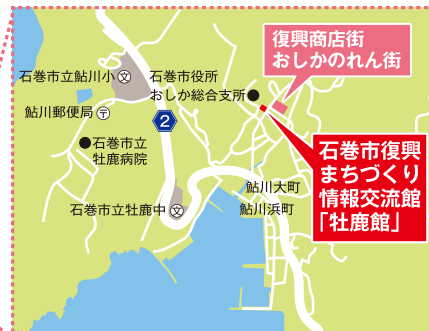 復興商店街
おしかのれん街
石巻市立鮎川小 文
石巻市役所
おしか総合支所
鮎川郵便局 〒
2
石巻市立
牡鹿病院
石巻市復興
まちづくり
情報交流館
「牡鹿館」
鮎川大町
石巻市立牡鹿中 文
鮎川浜町